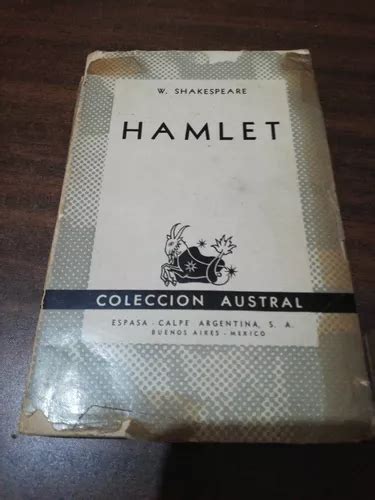 W. SHAKESPEARE
HAMLET
COLECCION AUSTRAL
ESPASA - CALPE ARGENTINA, S. A.
BUENOS AIRES - MEXICO